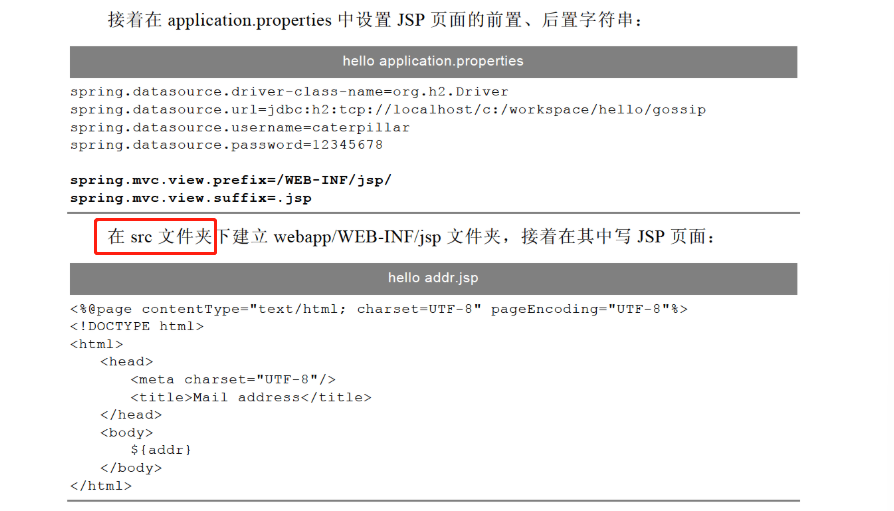 接着在 application.properties 中设置 JSP 页面的前置、后置字符串：
hello application.properties
spring.datasource.driver-class-name=org.h2.Driver
spring.datasource.url=jdbc:h2:tcp://localhost/c:/workspace/hello/gossip
spring.datasource.username=caterpillar
spring.datasource.password=12345678
spring.mvc.view.prefix=/WEB-INF/jsp/
spring.mvc.view.suffix=.jsp
在 src 文件夹下建立 webapp/WEB-INF/jsp 文件夹，接着在其中写 JSP 页面：
hello addr.jsp
<%@page contentType="text/html; charset=UTF-8" pageEncoding="UTF-8"%>
<!DOCTYPE html>
<html>
<head>
<meta charset="UTF-8"/>
<title>Mail address</title>
</head>
<body>
${addr}
</body>
</html>